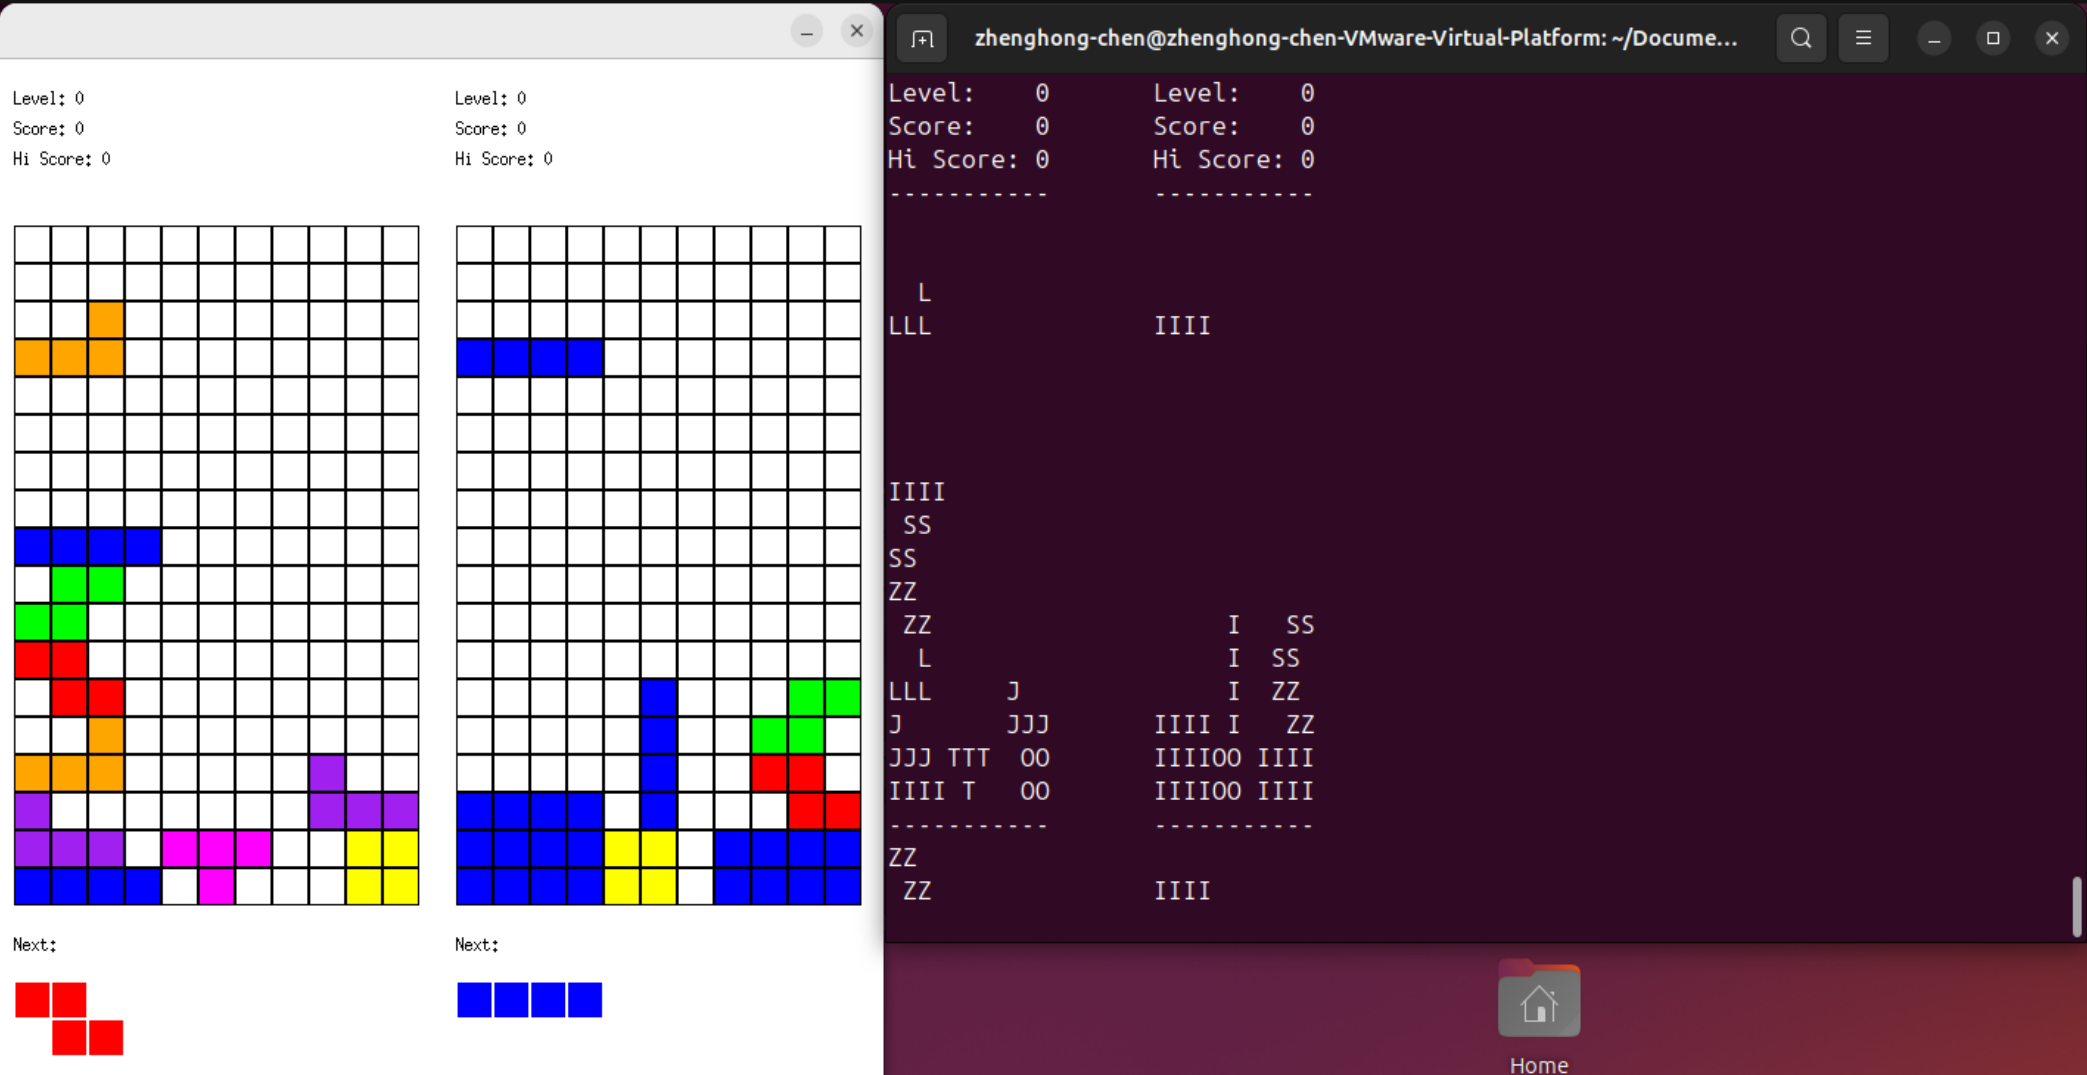 Level: 0 Level: 0
Score: 0 Score: 0
Hi Score: 0 Hi Score: 0
Next: Next:
zhenghong-chen@zhenghong-chen-VMware-Virtual-Platform: ~/Docume...
Level:    0       Level:    0
Score:    0       Score:    0
Hi Score: 0       Hi Score: 0
-----------       -----------
  L
LLL               IIII
IIII
 SS
SS
ZZ
 ZZ                    I   SS
  L                    I  SS
LLL     J              I  ZZ
J       JJJ       IIII I   ZZ
JJJ TTT  OO       IIIIOO IIII
IIII T   OO       IIIIOO IIII
-----------       -----------
ZZ
 ZZ               IIII
Home